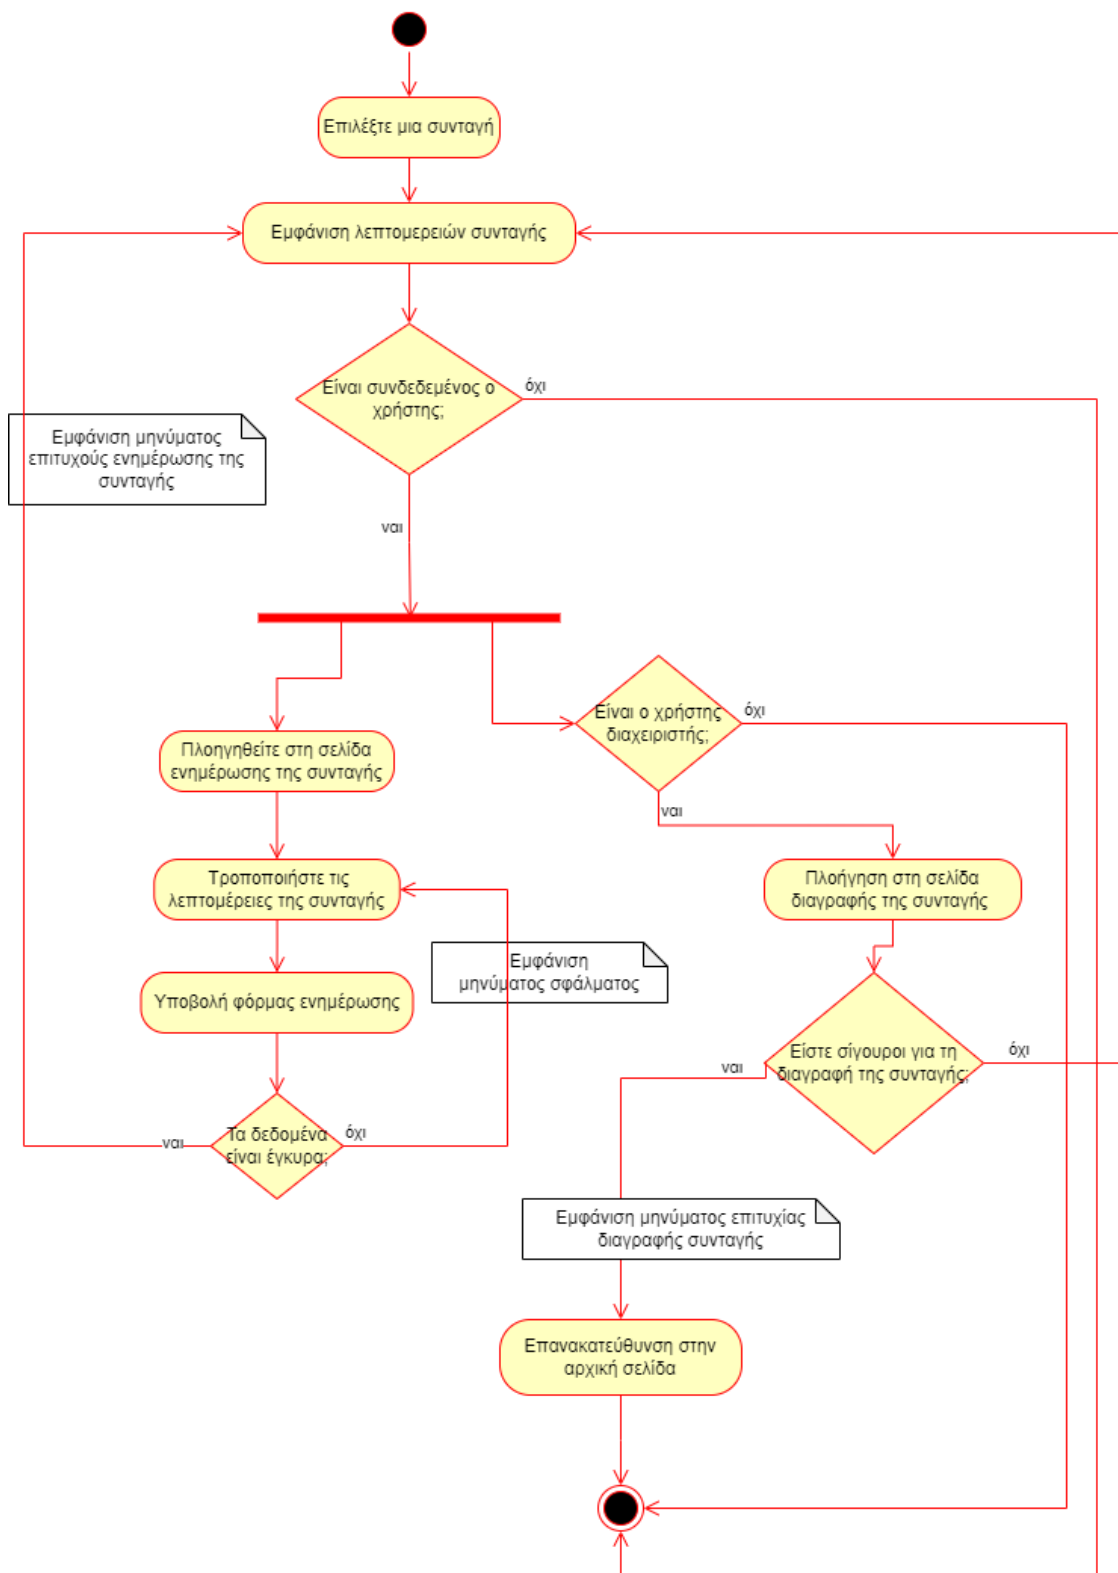 Επιλέξτε μια συνταγή
Εμφάνιση λεπτομερειών συνταγής
Είναι συνδεδεμένος ο
χρήστης;
όχι
Εμφάνιση μηνύματος
επιτυχούς ενημέρωσης της
συνταγής
ναι
Είναι ο χρήστης
διαχειριστής;
όχι
Πλοηγηθείτε στη σελίδα
ενημέρωσης της συνταγής
ναι
Τροποποιήστε τις
λεπτομέρειες της συνταγής
Πλοήγηση στη σελίδα
διαγραφής της συνταγής
Εμφάνιση
μηνύματος σφάλματος
Υποβολή φόρμας ενημέρωσης
Είστε σίγουροι για τη
διαγραφή της συνταγής;
όχι
ναι
Τα δεδομένα
είναι έγκυρα;
όχι
ναι
Εμφάνιση μηνύματος επιτυχίας
διαγραφής συνταγής
Επανακατεύθυνση στην
αρχική σελίδα